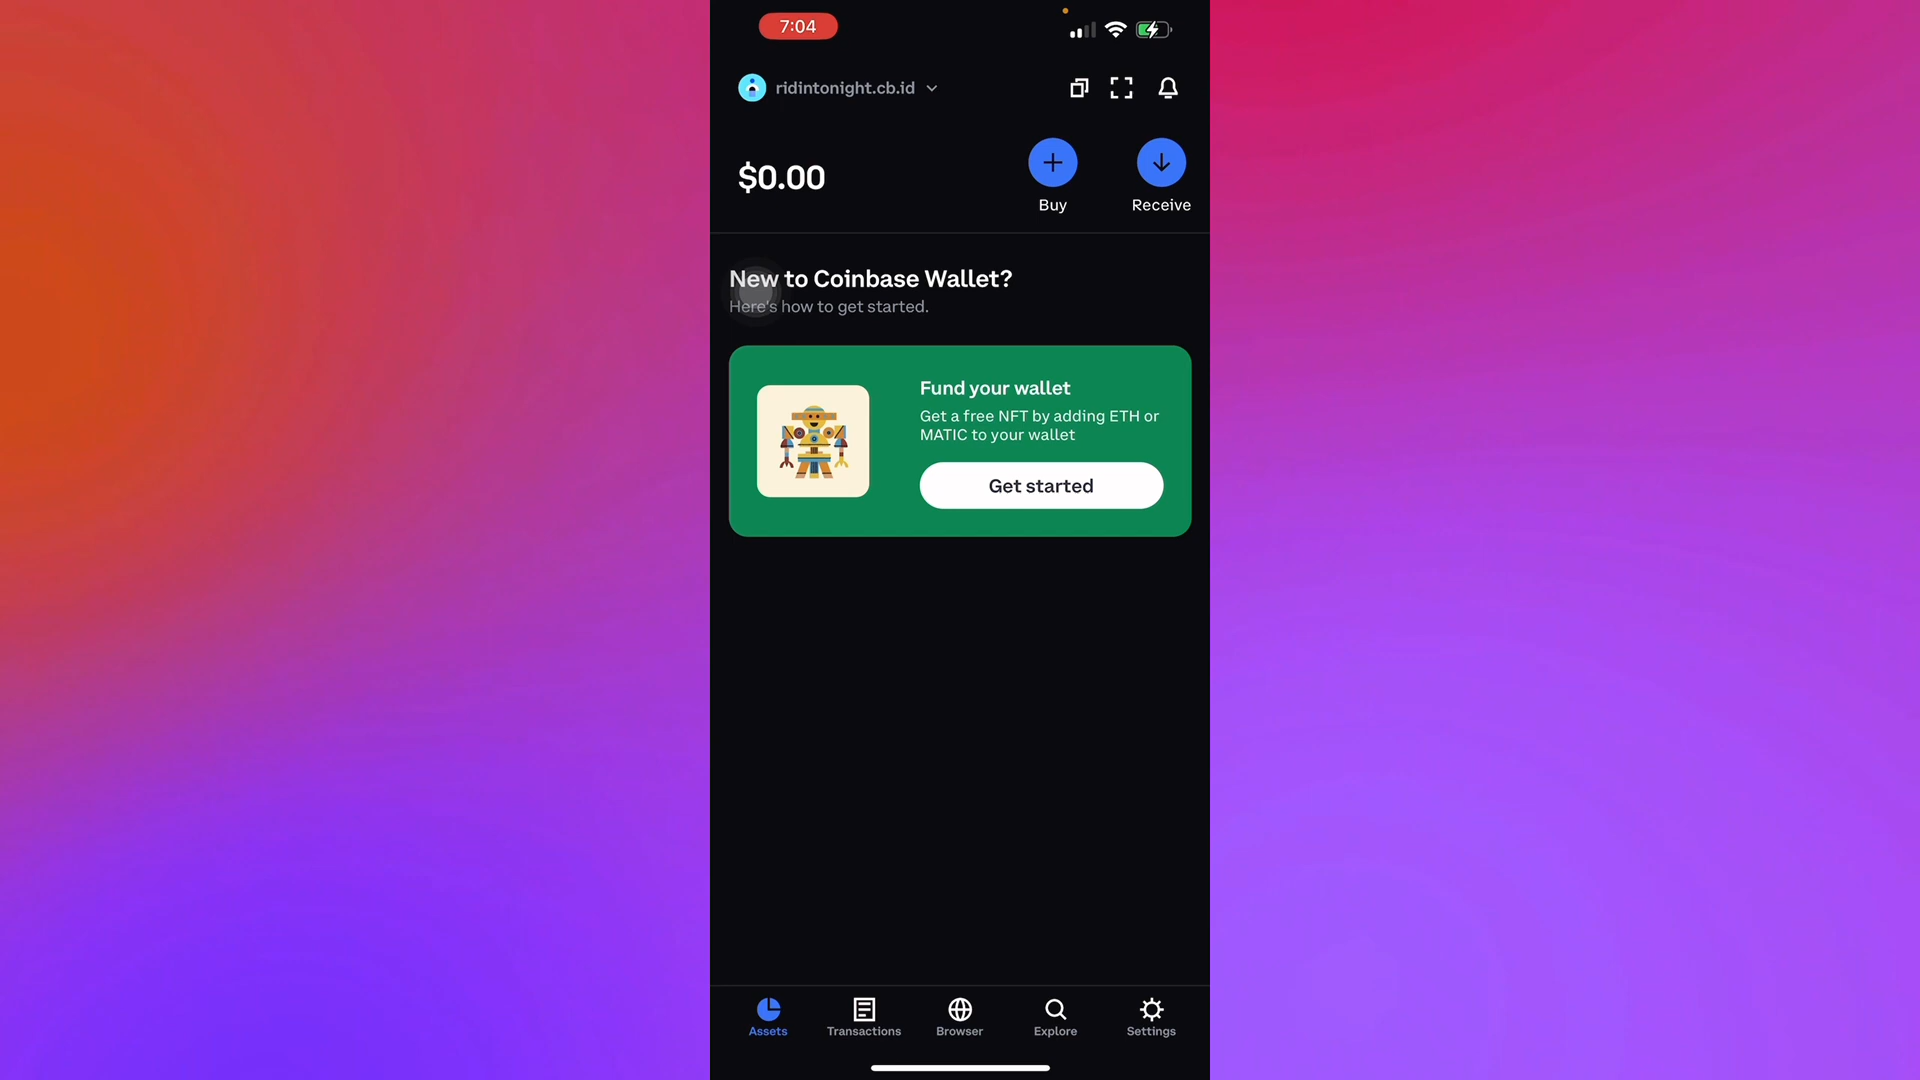 7:04
ridintonight.cb.id
$0.00
Buy
Receive
New to Coinbase Wallet?
Here's how to get started.
Fund your wallet
Get a free NFT by adding ETH or
MATIC to your wallet
Get started
Assets
Transactions
Browser
Explore
Settings